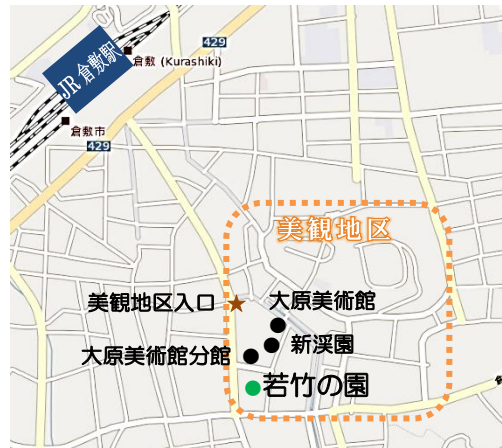 429
JR 倉敷駅
倉敷 (Kurashiki)
倉敷市
429
美観地区
美観地区入口
大原美術館
新渓園
大原美術館分館
若竹の園